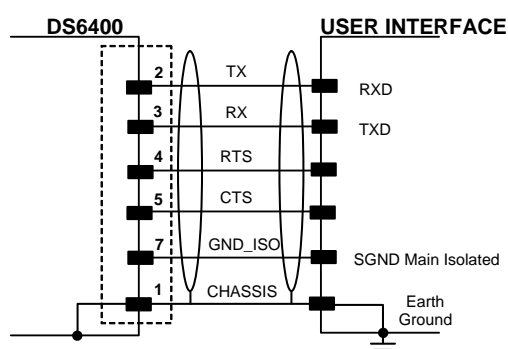 DS6400 USER INTERFACE
2 TX RXD
3 RX TXD
4 RTS
5 CTS
7 GND_ISO SGND Main Isolated
1 CHASSIS Earth
Ground